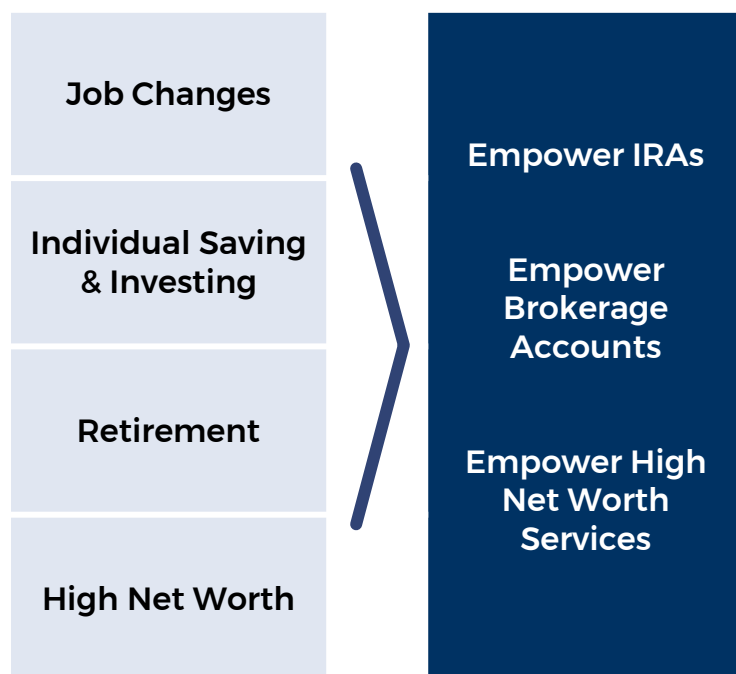 Job Changes
Individual Saving
& Investing
Retirement
High Net Worth
Empower IRAs
Empower
Brokerage
Accounts
Empower High
Net Worth
Services